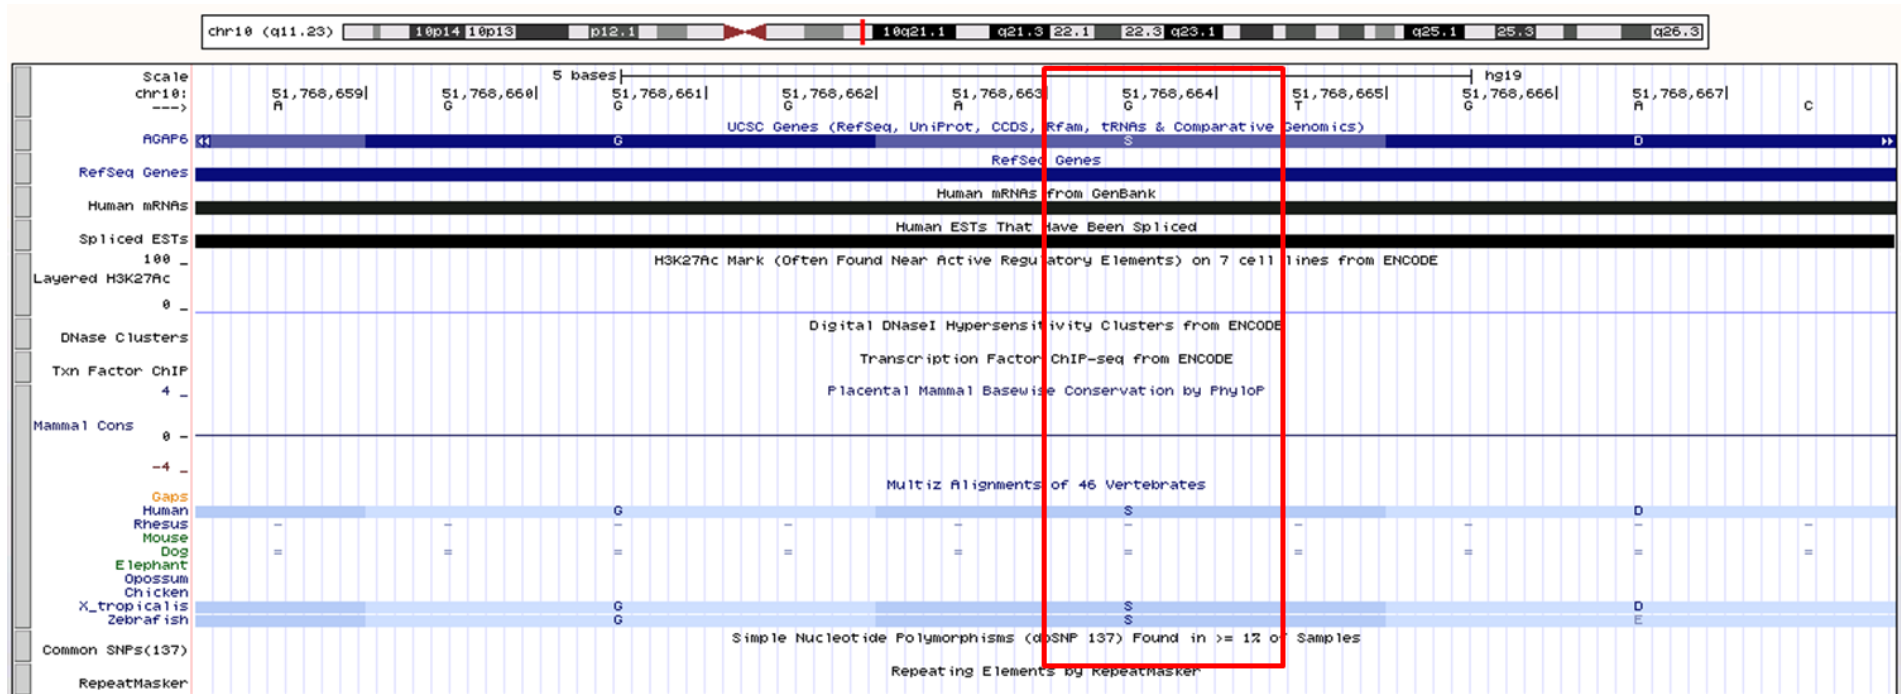 chr10 (q11.23) 10p14 10p13 p12.1 10q21.1 q21.3 22.1 22.3 q23.1 q25.1 25.3 q26.3
Scale 5 bases hg19
chr10: 51,768,659| 51,768,660| 51,768,661| 51,768,662| 51,768,663| 51,768,664| 51,768,665| 51,768,666| 51,768,667|
---> A G G G A G T G A C
UCSC Genes (RefSeq, UniProt, CCDS, Rfam, tRNAs & Comparative Genomics)
AGAP6 G S D
RefSeq Genes
RefSeq Genes
Human mRNAs from GenBank
Human mRNAs
Human ESTs That Have Been Spliced
Spliced ESTs
100 _
H3K27Ac Mark (Often Found Near Active Regulatory Elements) on 7 cell lines from ENCODE
Layered H3K27Ac
0 _
Digital DNaseI Hypersensitivity Clusters from ENCODE
DNase Clusters
Transcription Factor ChIP-seq from ENCODE
Txn Factor ChIP
Placental Mammal Basewise Conservation by PhyloP
4 _
Mammal Cons
0 -
-4 _
Multiz Alignments of 46 Vertebrates
Gaps
Human G S D
Rhesus - - - - - - - - - -
Mouse
Dog = = = = = = = = = =
Elephant
Opossum
Chicken
X_tropicalis G S D
Zebrafish G S E
Simple Nucleotide Polymorphisms (dbSNP 137) Found in >= 1% of Samples
Common SNPs(137)
Repeating Elements by RepeatMasker
RepeatMasker